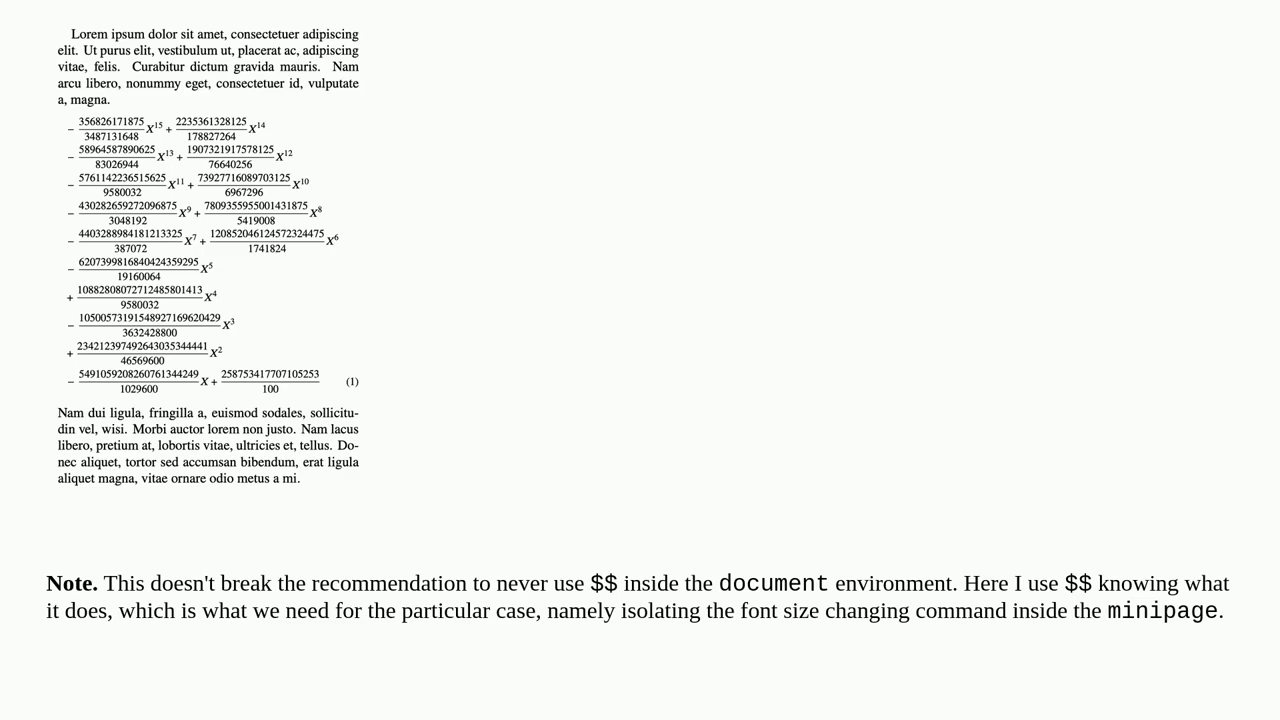 Lorem ipsum dolor sit amet, consectetuer adipiscing
elit. Ut purus elit, vestibulum ut, placerat ac, adipiscing
vitae, felis. Curabitur dictum gravida mauris. Nam
arcu libero, nonummy eget, consectetuer id, vulputate
a, magna.
− 356826171875/3487131648 X^15 + 2235361328125/178827264 X^14
− 58964587890625/83026944 X^13 + 1907321917578125/76640256 X^12
− 5761142236515625/9580032 X^11 + 73927716089703125/6967296 X^10
− 430282659272096875/3048192 X^9 + 7809355955001431875/5419008 X^8
− 4403288984181213325/387072 X^7 + 120852046124572324475/1741824 X^6
− 6207399816840424359295/19160064 X^5
+ 10882808072712485801413/9580032 X^4
− 10500573191548927169620429/3632428800 X^3
+ 234212397492643035344441/46569600 X^2
− 5491059208260761344249/1029600 X + 258753417707105253/100 (1)
Nam dui ligula, fringilla a, euismod sodales, sollicitu-
din vel, wisi. Morbi auctor lorem non justo. Nam lacus
libero, pretium at, lobortis vitae, ultricies et, tellus. Do-
nec aliquet, tortor sed accumsan bibendum, erat ligula
aliquet magna, vitae ornare odio metus a mi.
Note. This doesn't break the recommendation to never use $$ inside the document environment. Here I use $$ knowing what
it does, which is what we need for the particular case, namely isolating the font size changing command inside the minipage.